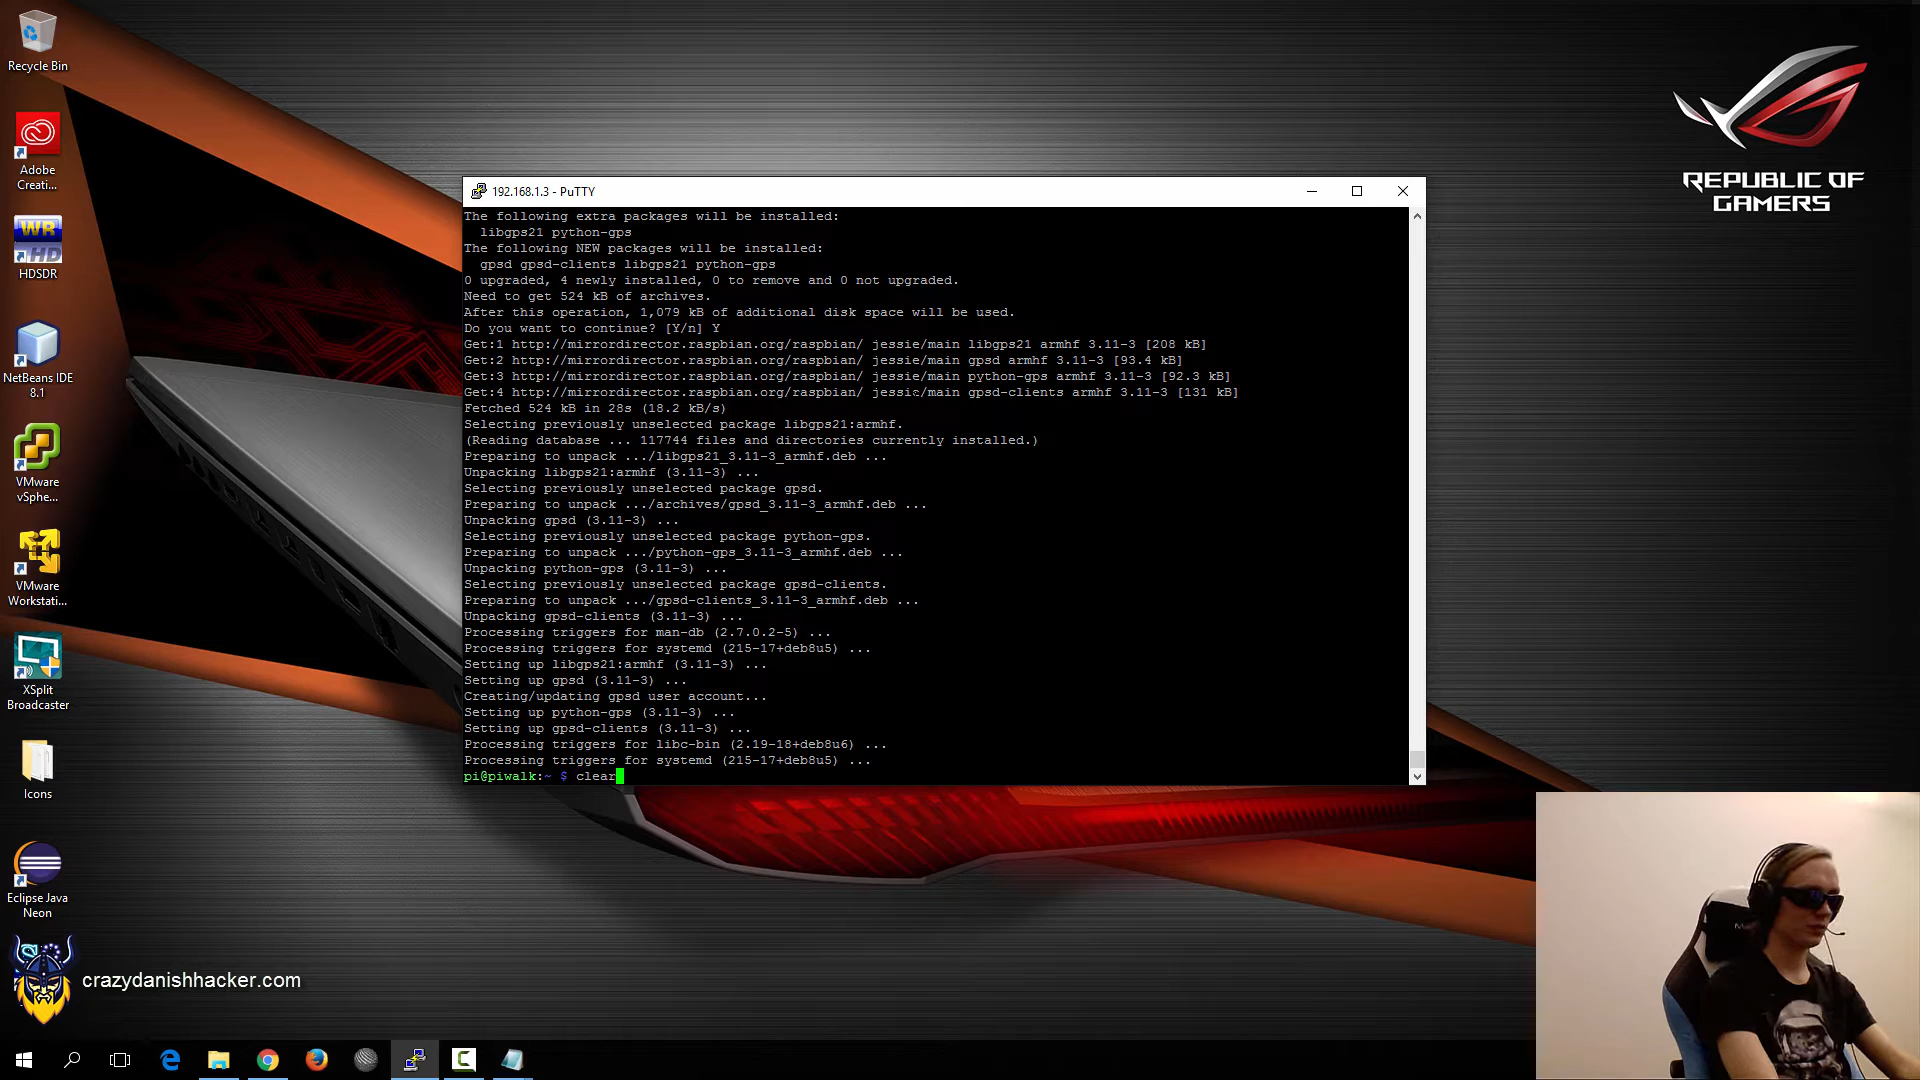 Recycle Bin
Adobe
Creati...
WR
HD
HDSDR
NetBeans IDE
8.1
VMware
vSphe...
VMware
Workstati...
XSplit
Broadcaster
Icons
Eclipse Java
Neon
crazydanishhacker.com
REPUBLIC OF
GAMERS
192.168.1.3 - PuTTY
The following extra packages will be installed:
libgps21 python-gps
The following NEW packages will be installed:
gpsd gpsd-clients libgps21 python-gps
0 upgraded, 4 newly installed, 0 to remove and 0 not upgraded.
Need to get 524 kB of archives.
After this operation, 1,079 kB of additional disk space will be used.
Do you want to continue? [Y/n] Y
Get:1 http://mirrordirector.raspbian.org/raspbian/ jessie/main libgps21 armhf 3.11-3 [208 kB]
Get:2 http://mirrordirector.raspbian.org/raspbian/ jessie/main gpsd armhf 3.11-3 [93.4 kB]
Get:3 http://mirrordirector.raspbian.org/raspbian/ jessie/main python-gps armhf 3.11-3 [92.3 kB]
Get:4 http://mirrordirector.raspbian.org/raspbian/ jessie/main gpsd-clients armhf 3.11-3 [131 kB]
Fetched 524 kB in 28s (18.2 kB/s)
Selecting previously unselected package libgps21:armhf.
(Reading database ... 117744 files and directories currently installed.)
Preparing to unpack .../libgps21_3.11-3_armhf.deb ...
Unpacking libgps21:armhf (3.11-3) ...
Selecting previously unselected package gpsd.
Preparing to unpack .../archives/gpsd_3.11-3_armhf.deb ...
Unpacking gpsd (3.11-3) ...
Selecting previously unselected package python-gps.
Preparing to unpack .../python-gps_3.11-3_armhf.deb ...
Unpacking python-gps (3.11-3) ...
Selecting previously unselected package gpsd-clients.
Preparing to unpack .../gpsd-clients_3.11-3_armhf.deb ...
Unpacking gpsd-clients (3.11-3) ...
Processing triggers for man-db (2.7.0.2-5) ...
Processing triggers for systemd (215-17+deb8u5) ...
Setting up libgps21:armhf (3.11-3) ...
Setting up gpsd (3.11-3) ...
Creating/updating gpsd user account...
Setting up python-gps (3.11-3) ...
Setting up gpsd-clients (3.11-3) ...
Processing triggers for libc-bin (2.19-18+deb8u6) ...
Processing triggers for systemd (215-17+deb8u5) ...
pi@piwalk:~ $ clear